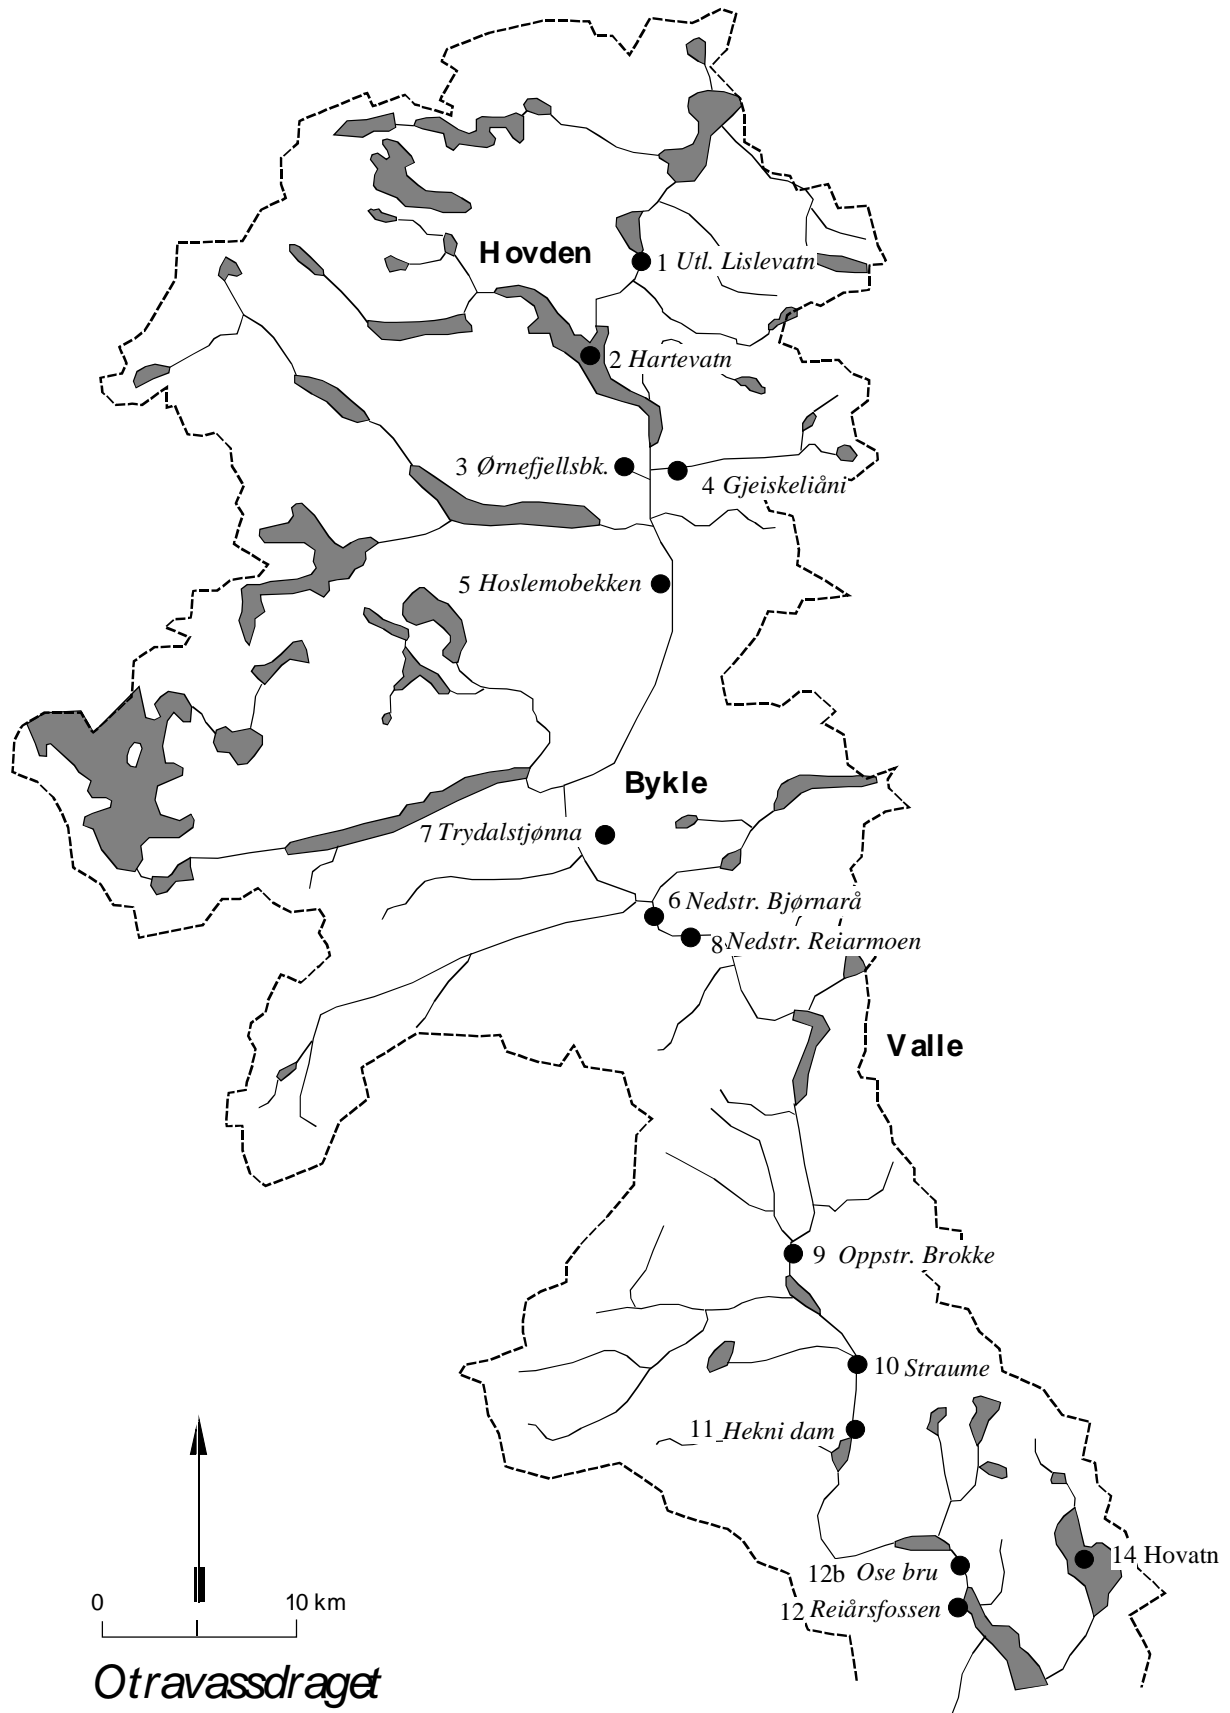 Hovden
1 Utl. Lislevatn
2 Hartevatn
3 Ørnefjellsbk.
4 Gjeiskeliåni
5 Hoslemobekken
Bykle
7 Trydalstjønna
6 Nedstr. Bjørnarå
8 Nedstr. Reiarmoen
Valle
9 Oppstr. Brokke
10 Straume
11 Hekni dam
14 Hovatn
12b Ose bru
12 Reiårsfossen
0 10 km
Otravassdraget